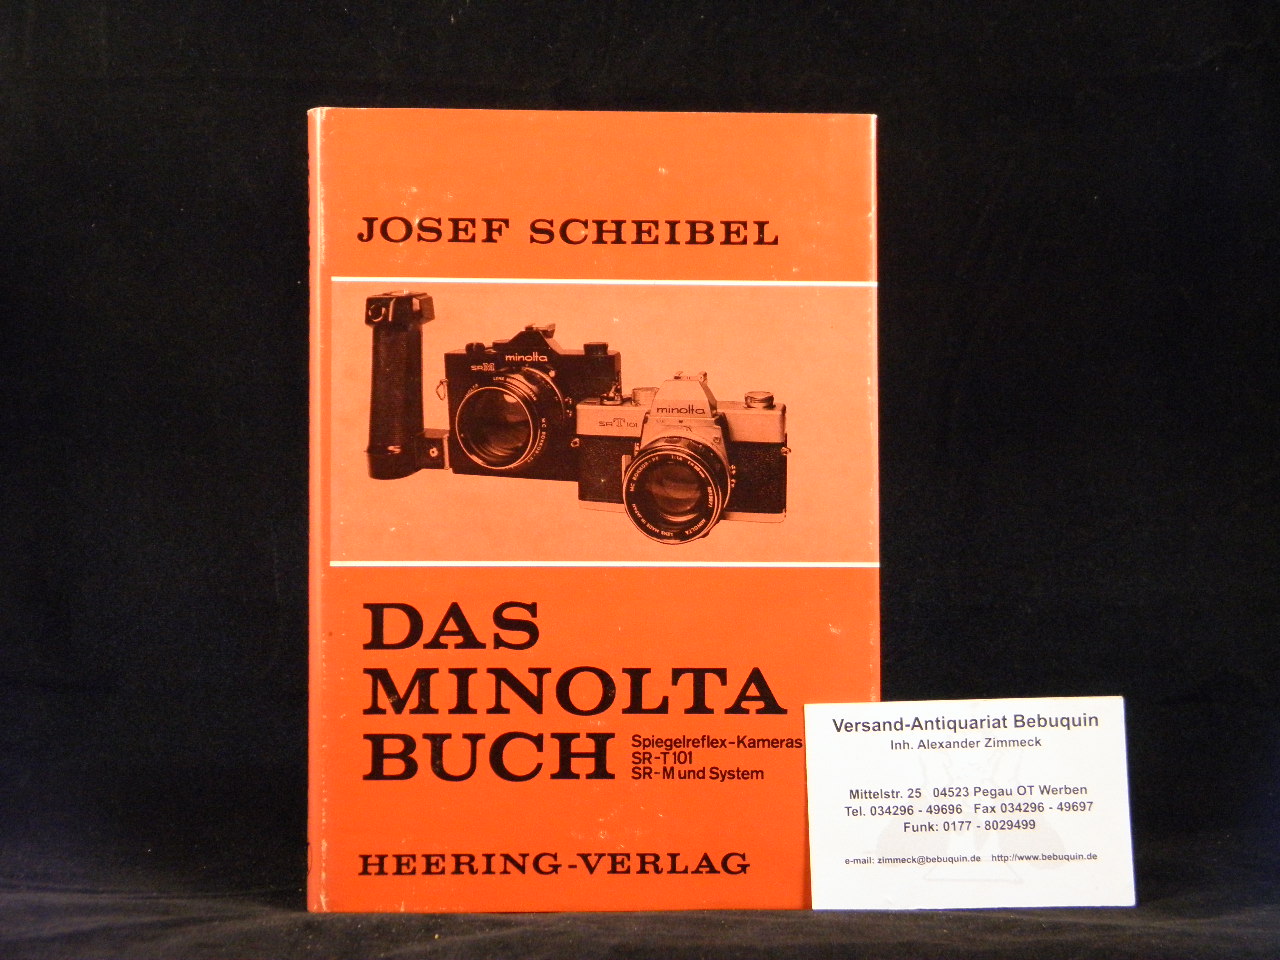 JOSEF SCHEIBEL
minolta
SRM
minolta
SRT101
DAS
MINOLTA
BUCH
Spiegelreflex-Kameras
SR-T 101
SR-M und System
HEERING-VERLAG
Versand-Antiquariat Bebuquin
Inh. Alexander Zimmeck
Mittelstr. 25 04523 Pegau OT Werben
Tel. 034296 - 49696 Fax 034296 - 49697
Funk: 0177 - 8029499
e-mail: zimmeck@bebuquin.de http://www.bebuquin.de